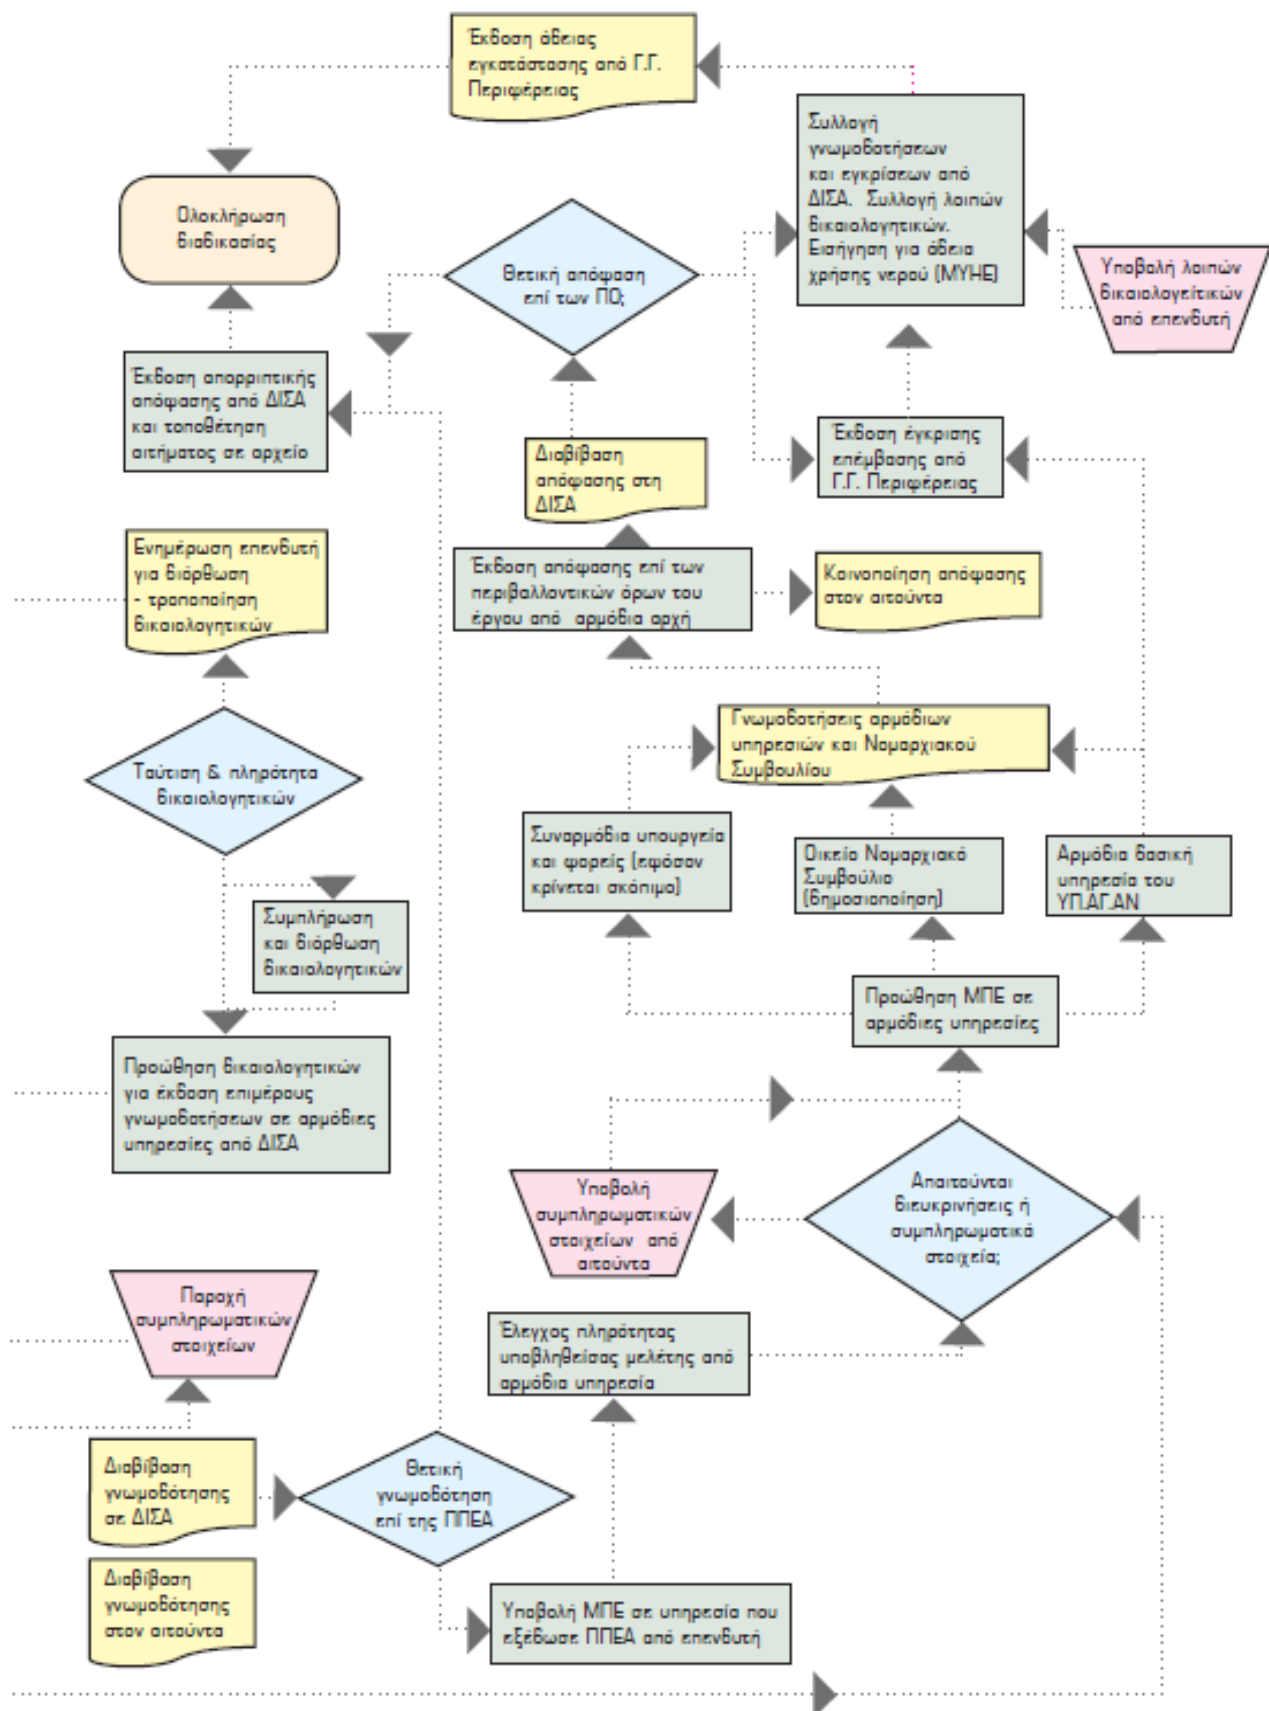 Έκδοση άδειας
εγκατάστασης από Γ.Γ.
Περιφέρειας
Συλλογή
γνωμοδοτήσεων
και εγκρίσεων από
ΔΙΣΑ. Συλλογή λοιπών
δικαιολογητικών.
Εισήγηση για άδεια
χρήσης νερού (ΜΥΗΕ)
Ολοκλήρωση
διαδικασίας
Θετική απόφαση
επί των ΠΟ;
Υποβολή λοιπών
δικαιολογείτικών
από επενδυτή
Έκδοση απορριπτικής
απόφασης από ΔΙΣΑ
και τοποθέτηση
αιτήματος σε αρχείο
Διαβίβαση
απόφασης στη
ΔΙΣΑ
Έκδοση έγκρισης
επέμβασης από
Γ.Γ. Περιφέρειας
Ενημέρωση επενδυτή
για διόρθωση
- τροποποίηση
δικαιολογητικών
Έκδοση απόφασης επί των
περιβαλλοντικών όρων του
έργου από αρμόδια αρχή
Κοινοποίηση απόφασης
στον αιτούντα
Ταύτιση & πληρότητα
δικαιολογητικών
Γνωμοδοτήσεις αρμόδιων
υπηρεσιών και Νομαρχιακού
Συμβουλίου
Συναρμόδια υπουργεία
και φορείς (εφόσον
κρίνεται σκόπιμο)
Οικείο Νομαρχιακό
Συμβούλιο
(δημοσιοποίηση)
Αρμόδια δασική
υπηρεσία του
ΥΠ.ΑΓ.ΑΝ
Συμπλήρωση
και διόρθωση
δικαιολογητικών
Προώθηση ΜΠΕ σε
αρμόδιες υπηρεσίες
Προώθηση δικαιολογητικών
για έκδοση επιμέρους
γνωμοδοτήσεων σε αρμόδιες
υπηρεσίες από ΔΙΣΑ
Υποβολή
συμπληρωματικών
στοιχείων από
αιτούντα
Απαιτούνται
διευκρινήσεις ή
συμπληρωματικά
στοιχεία;
Παροχή
συμπληρωματικών
στοιχείων
Έλεγχος πληρότητας
υποβληθείσας μελέτης από
αρμόδια υπηρεσία
Διαβίβαση
γνωμοδότησης
σε ΔΙΣΑ
Θετική
γνωμοδότηση
επί της ΠΠΕΑ
Διαβίβαση
γνωμοδότησης
στον αιτούντα
Υποβολή ΜΠΕ σε υπηρεσία που
εξέδωσε ΠΠΕΑ από επενδυτή